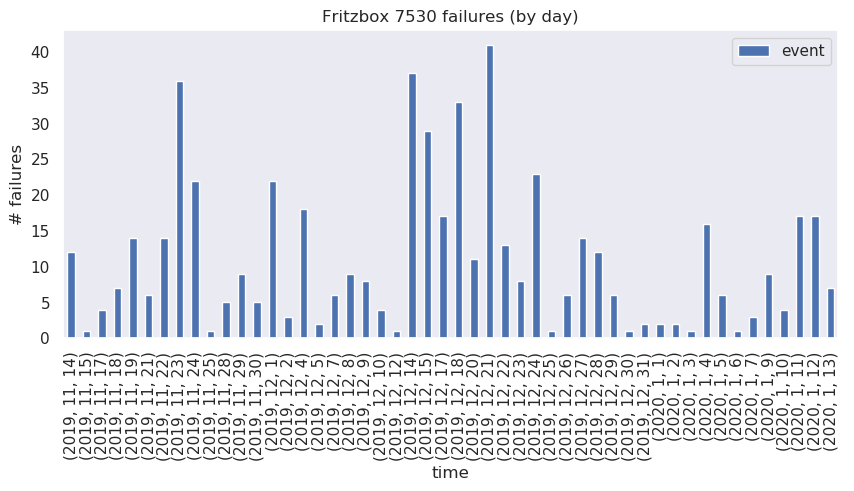 Fritzbox 7530 failures (by day)
event
# failures
40
35
30
25
20
15
10
5
0
(2019, 11, 14)
(2019, 11, 15)
(2019, 11, 17)
(2019, 11, 18)
(2019, 11, 19)
(2019, 11, 21)
(2019, 11, 22)
(2019, 11, 23)
(2019, 11, 24)
(2019, 11, 25)
(2019, 11, 28)
(2019, 11, 29)
(2019, 11, 30)
(2019, 12, 1)
(2019, 12, 2)
(2019, 12, 4)
(2019, 12, 5)
(2019, 12, 7)
(2019, 12, 8)
(2019, 12, 9)
(2019, 12, 10)
(2019, 12, 12)
(2019, 12, 14)
(2019, 12, 15)
(2019, 12, 17)
(2019, 12, 18)
(2019, 12, 20)
(2019, 12, 21)
(2019, 12, 22)
(2019, 12, 23)
(2019, 12, 24)
(2019, 12, 25)
(2019, 12, 26)
(2019, 12, 27)
(2019, 12, 28)
(2019, 12, 29)
(2019, 12, 30)
(2019, 12, 31)
(2020, 1, 1)
(2020, 1, 2)
(2020, 1, 3)
(2020, 1, 4)
(2020, 1, 5)
(2020, 1, 6)
(2020, 1, 7)
(2020, 1, 9)
(2020, 1, 10)
(2020, 1, 11)
(2020, 1, 12)
(2020, 1, 13)
time